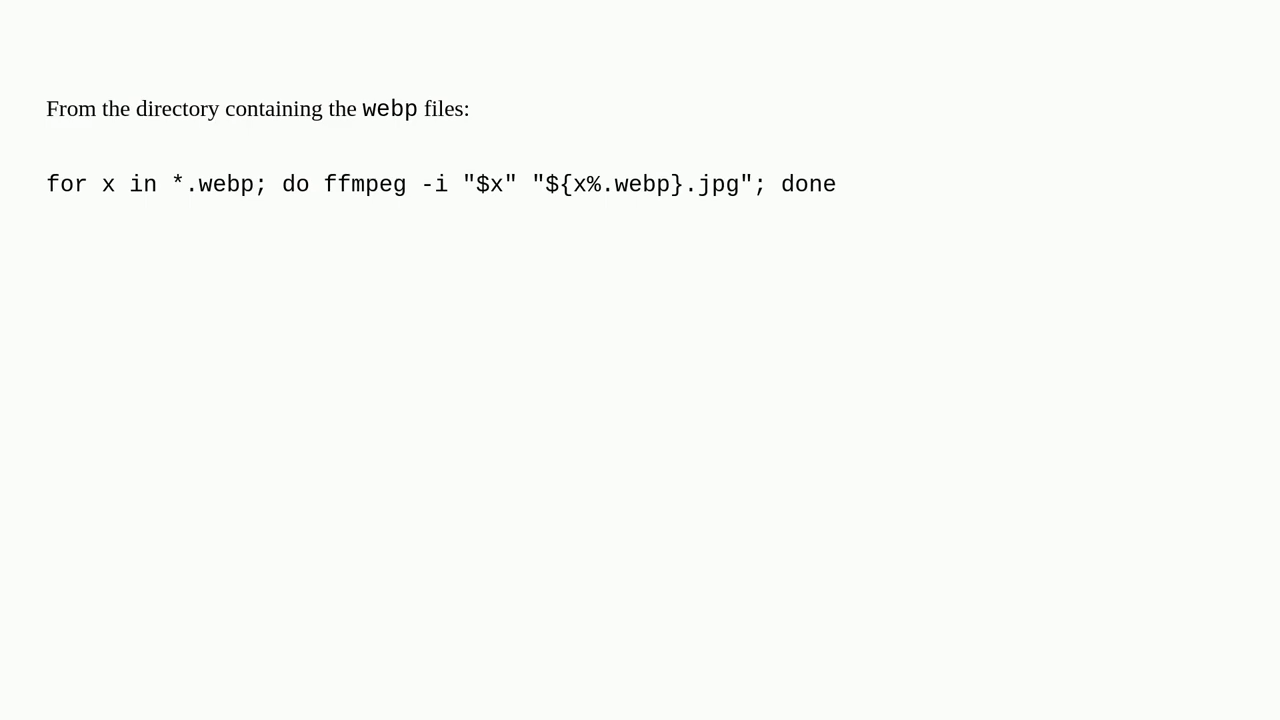 From the directory containing the webp files:
for x in *.webp; do ffmpeg -i "$x" "${x%.webp}.jpg"; done